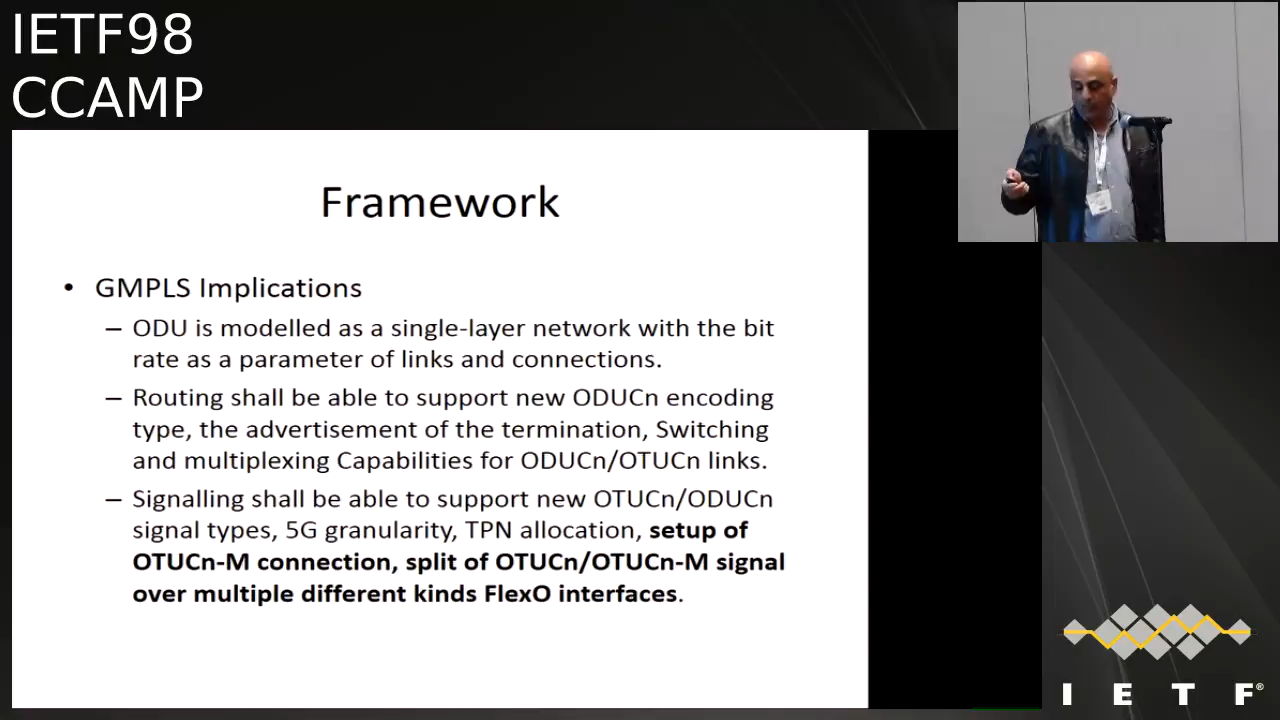 IETF98
CCAMP
Framework
• GMPLS Implications
– ODU is modelled as a single-layer network with the bit
rate as a parameter of links and connections.
– Routing shall be able to support new ODUCn encoding
type, the advertisement of the termination, Switching
and multiplexing Capabilities for ODUCn/OTUCn links.
– Signalling shall be able to support new OTUCn/ODUCn
signal types, 5G granularity, TPN allocation, setup of
OTUCn-M connection, split of OTUCn/OTUCn-M signal
over multiple different kinds FlexO interfaces.
I E T F®